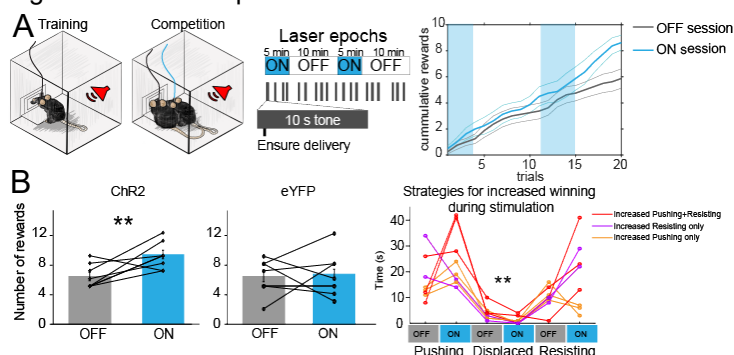 A
Training
Competition
Laser epochs
5 min 10 min 5 min 10 min
ON OFF ON OFF
10 s tone
Ensure delivery
cummulative rewards
10
8
6
4
2
0
5
10
15
20
trials
OFF session
ON session
B
ChR2
Number of rewards
12
8
4
0
**
OFF
ON
eYFP
12
8
4
0
OFF
ON
Strategies for increased winning
during stimulation
Time (s)
40
30
20
10
0
**
OFF ON OFF ON OFF ON
Pushing Displaced Resisting
Increased Pushing+Resisting
Increased Resisting only
Increased Pushing only